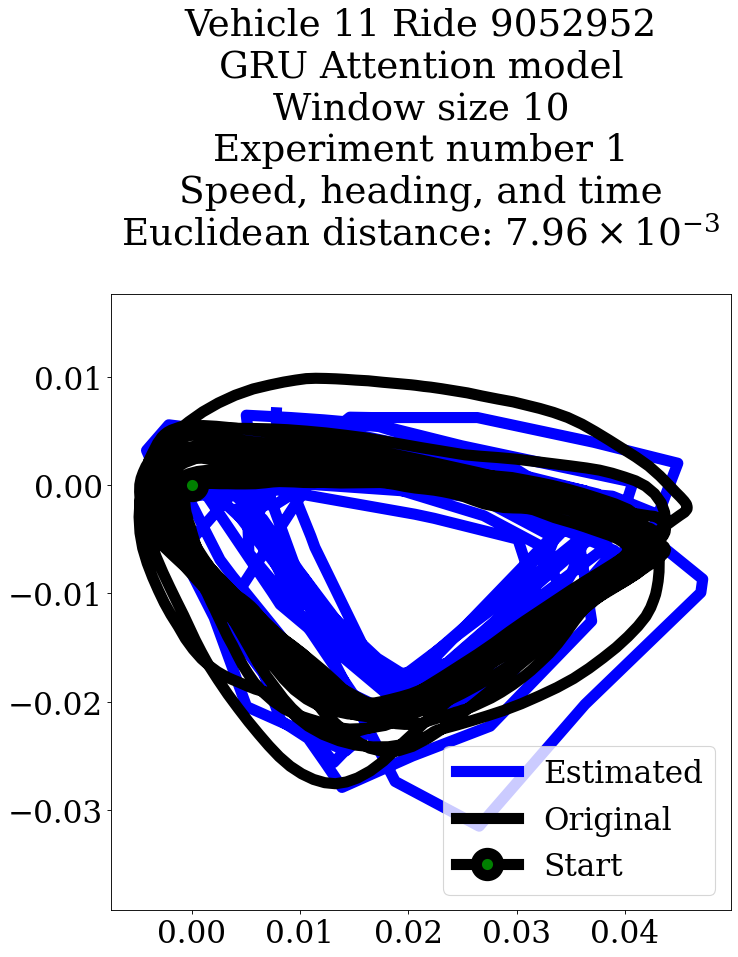 Vehicle 11 Ride 9052952
GRU Attention model
Window size 10
Experiment number 1
Speed, heading, and time
Euclidean distance: 7.96 × 10⁻³
0.01
0.00
−0.01
−0.02
−0.03
Estimated
Original
Start
0.00 0.01 0.02 0.03 0.04